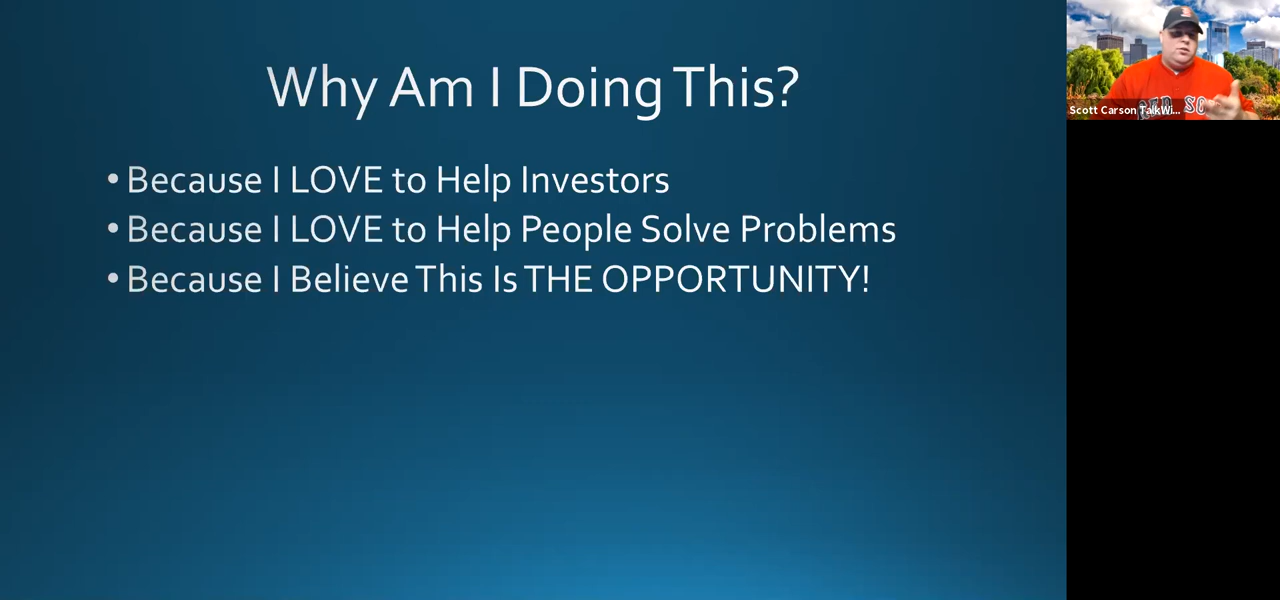 Why Am I Doing This?
• Because I LOVE to Help Investors
• Because I LOVE to Help People Solve Problems
• Because I Believe This Is THE OPPORTUNITY!
Scott Carson TalkWi...